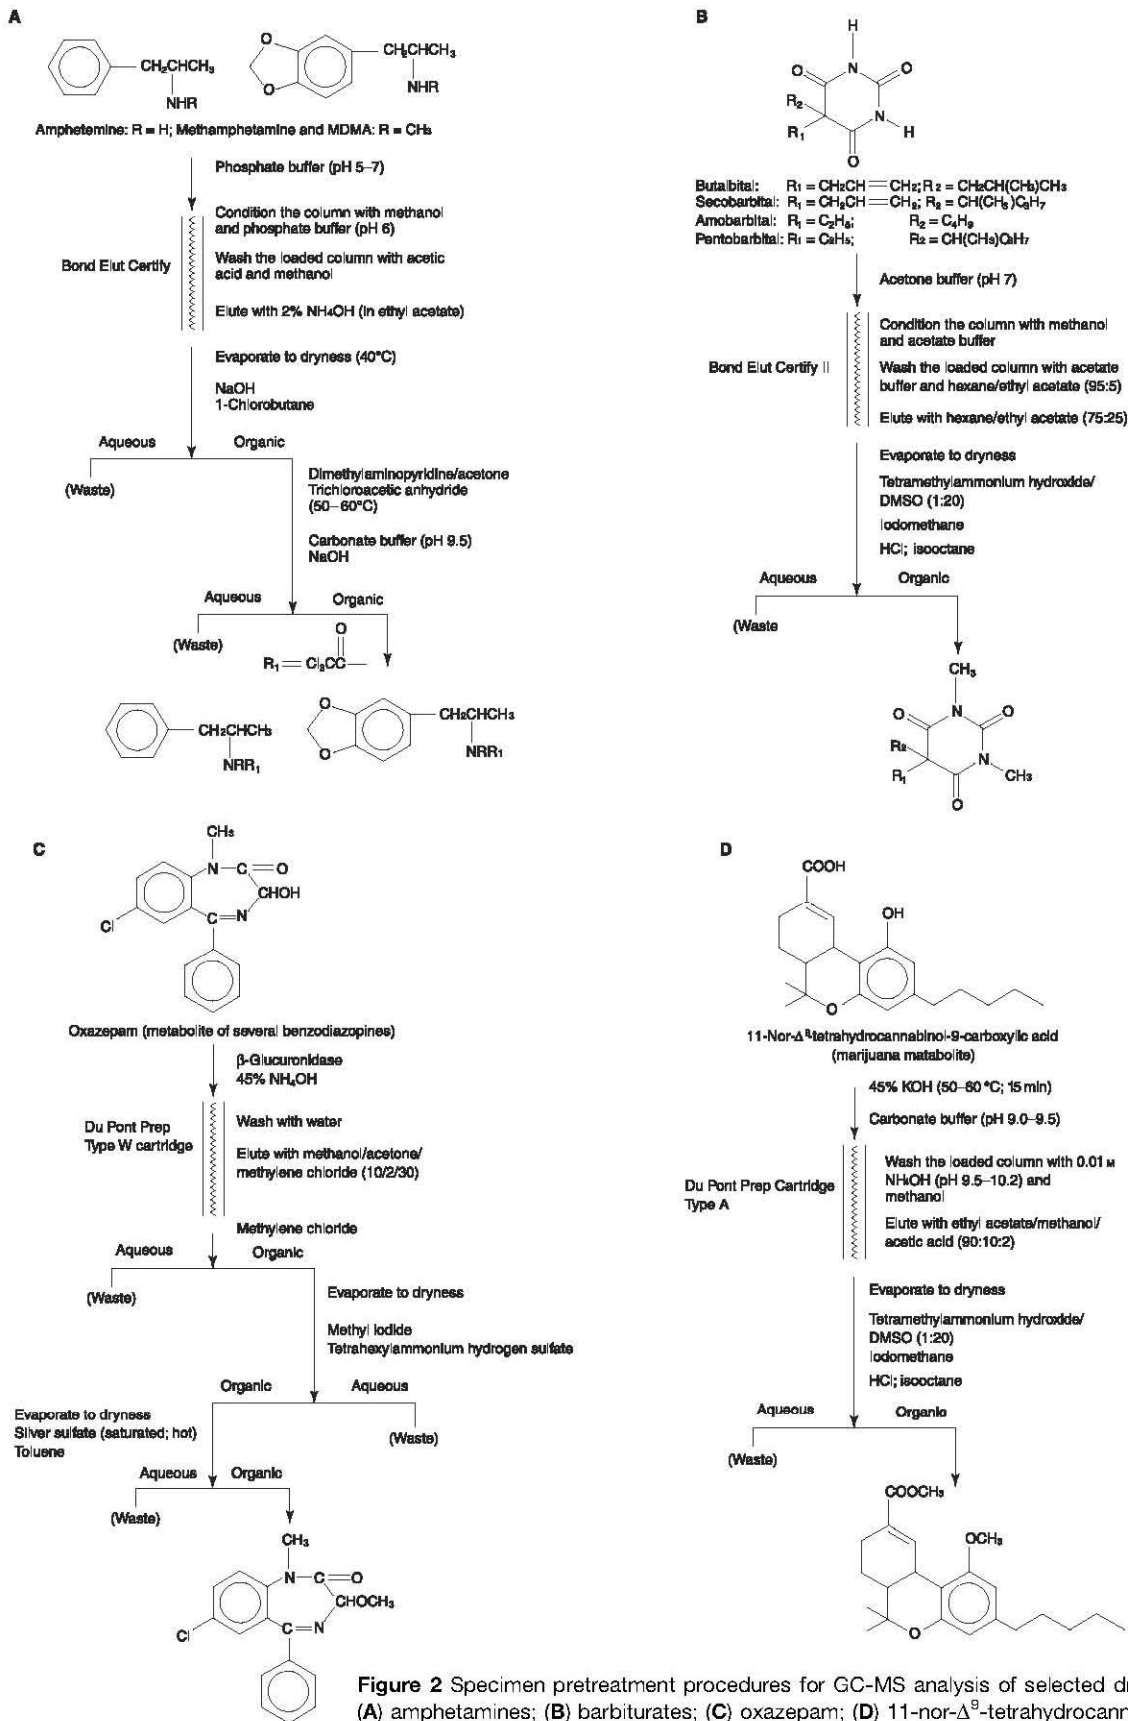 A
CH₂CHCH₃
NHR
O
O
CH₂CHCH₃
NHR
Amphetemine: R = H; Methamphetamine and MDMA: R = CH₃
Phosphate buffer (pH 5–7)
Condition the column with methanol
and phosphate buffer (pH 6)
Bond Elut Certify
Wash the loaded column with acetic
acid and methanol
Elute with 2% NH₄OH (in ethyl acetate)
Evaporate to dryness (40°C)
NaOH
1-Chlorobutane
Aqueous
Organic
(Waste)
Dimethylaminopyridine/acetone
Trichloroacetic anhydride
(50–60°C)
Carbonate buffer (pH 9.5)
NaOH
Aqueous
Organic
(Waste)
O
R₁ = Cl₃CC—
CH₂CHCH₃
NRR₁
O
O
CH₂CHCH₃
NRR₁
B
H
O
N
O
R₂
R₁
N
H
O
Butalbital: R₁ = CH₂CH=CH₂; R₂ = CH₂CH(CH₃)CH₃
Secobarbital: R₁ = CH₂CH=CH₂; R₂ = CH(CH₃)C₃H₇
Amobarbital: R₁ = C₂H₅; R₂ = C₄H₉
Pentobarbital: R₁ = C₂H₅; R₂ = CH(CH₃)C₃H₇
Acetone buffer (pH 7)
Condition the column with methanol
and acetate buffer
Bond Elut Certify II
Wash the loaded column with acetate
buffer and hexane/ethyl acetate (95:5)
Elute with hexane/ethyl acetate (75:25)
Evaporate to dryness
Tetramethylammonium hydroxide/
DMSO (1:20)
Iodomethane
HCl; isooctane
Aqueous
Organic
(Waste
CH₃
O
N
O
R₂
R₁
N
CH₃
O
C
CH₃
N
C
O
CHOH
Cl
C=N
Oxazepam (metabolite of several benzodiazopines)
β-Glucuronidase
45% NH₄OH
Du Pont Prep
Type W cartridge
Wash with water
Elute with methanol/acetone/
methylene chloride (10/2/30)
Methylene chloride
Aqueous
Organic
(Waste)
Evaporate to dryness
Methyl iodide
Tetrahexylammonium hydrogen sulfate
Organic
Aqueous
Evaporate to dryness
Silver sulfate (saturated; hot)
Toluene
(Waste)
Aqueous
Organic
(Waste)
CH₃
N
C
O
CHOCH₃
Cl
C=N
D
COOH
OH
O
11-Nor-Δ⁹-tetrahydrocannabinol-9-carboxylic acid
(marijuana matabolite)
45% KOH (50–60 °C; 15 min)
Carbonate buffer (pH 9.0–9.5)
Du Pont Prep Cartridge
Type A
Wash the loaded column with 0.01 M
NH₄OH (pH 9.5–10.2) and
methanol
Elute with ethyl acetate/methanol/
acetic acid (90:10:2)
Evaporate to dryness
Tetramethylammonium hydroxide/
DMSO (1:20)
Iodomethane
HCl; isooctane
Aqueous
Organic
(Waste)
COOCH₃
OCH₃
O
Figure 2 Specimen pretreatment procedures for GC-MS analysis of selected dr
(A) amphetamines; (B) barbiturates; (C) oxazepam; (D) 11-nor-Δ⁹-tetrahydrocann